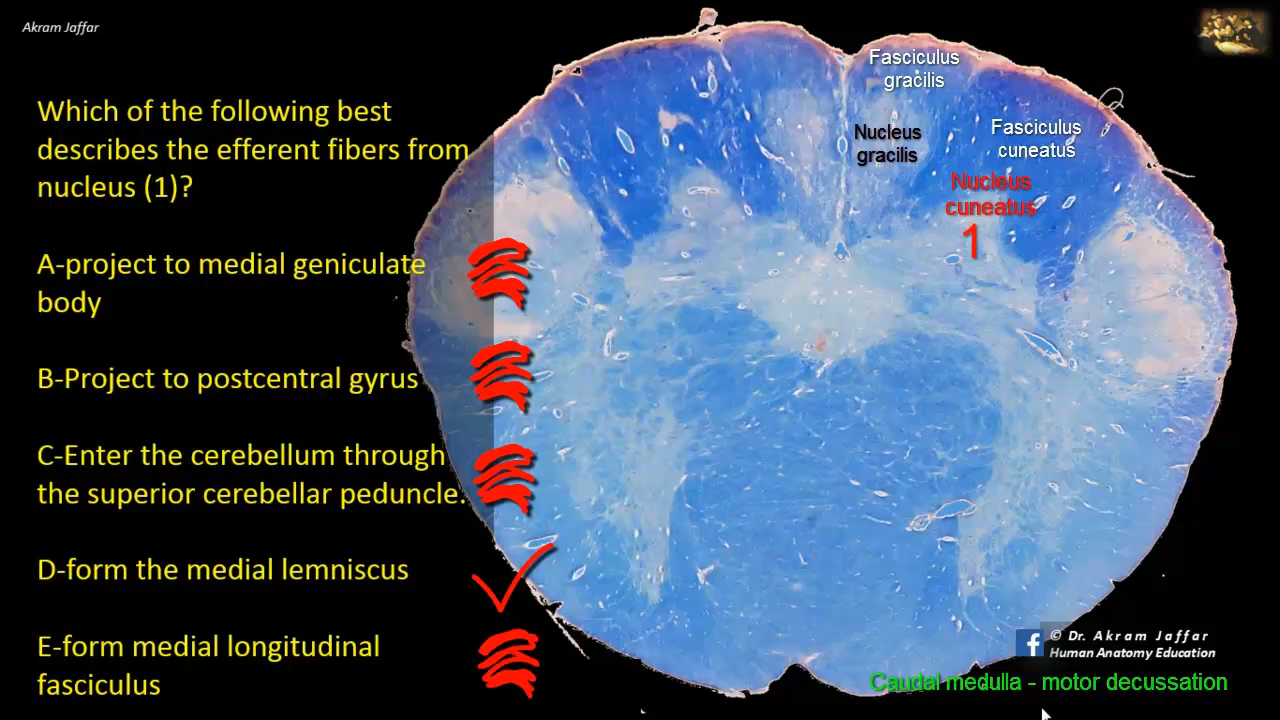 Akram Jaffar
Which of the following best
describes the efferent fibers from
nucleus (1)?
A-project to medial geniculate
body
B-Project to postcentral gyrus
C-Enter the cerebellum through
the superior cerebellar peduncle.
D-form the medial lemniscus
E-form medial longitudinal
fasciculus
Fasciculus
gracilis
Nucleus
gracilis
Fasciculus
cuneatus
Nucleus
cuneatus
1
f
© Dr. Akram Jaffar
Human Anatomy Education
Caudal medulla - motor decussation